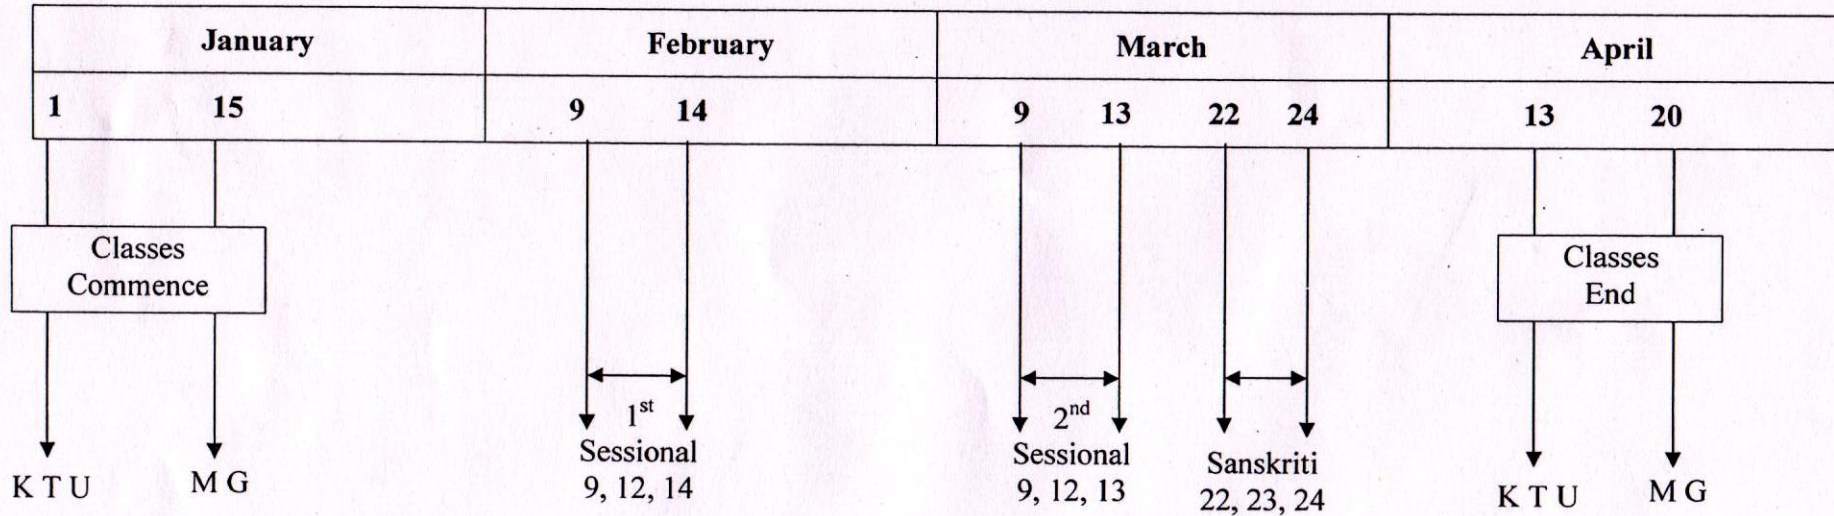 January February March April
1 15 9 14 9 13 22 24 13 20
Classes
Commence
Classes
End
1st
Sessional
9, 12, 14
2nd
Sessional
9, 12, 13
Sanskriti
22, 23, 24
K T U
M G
K T U
M G